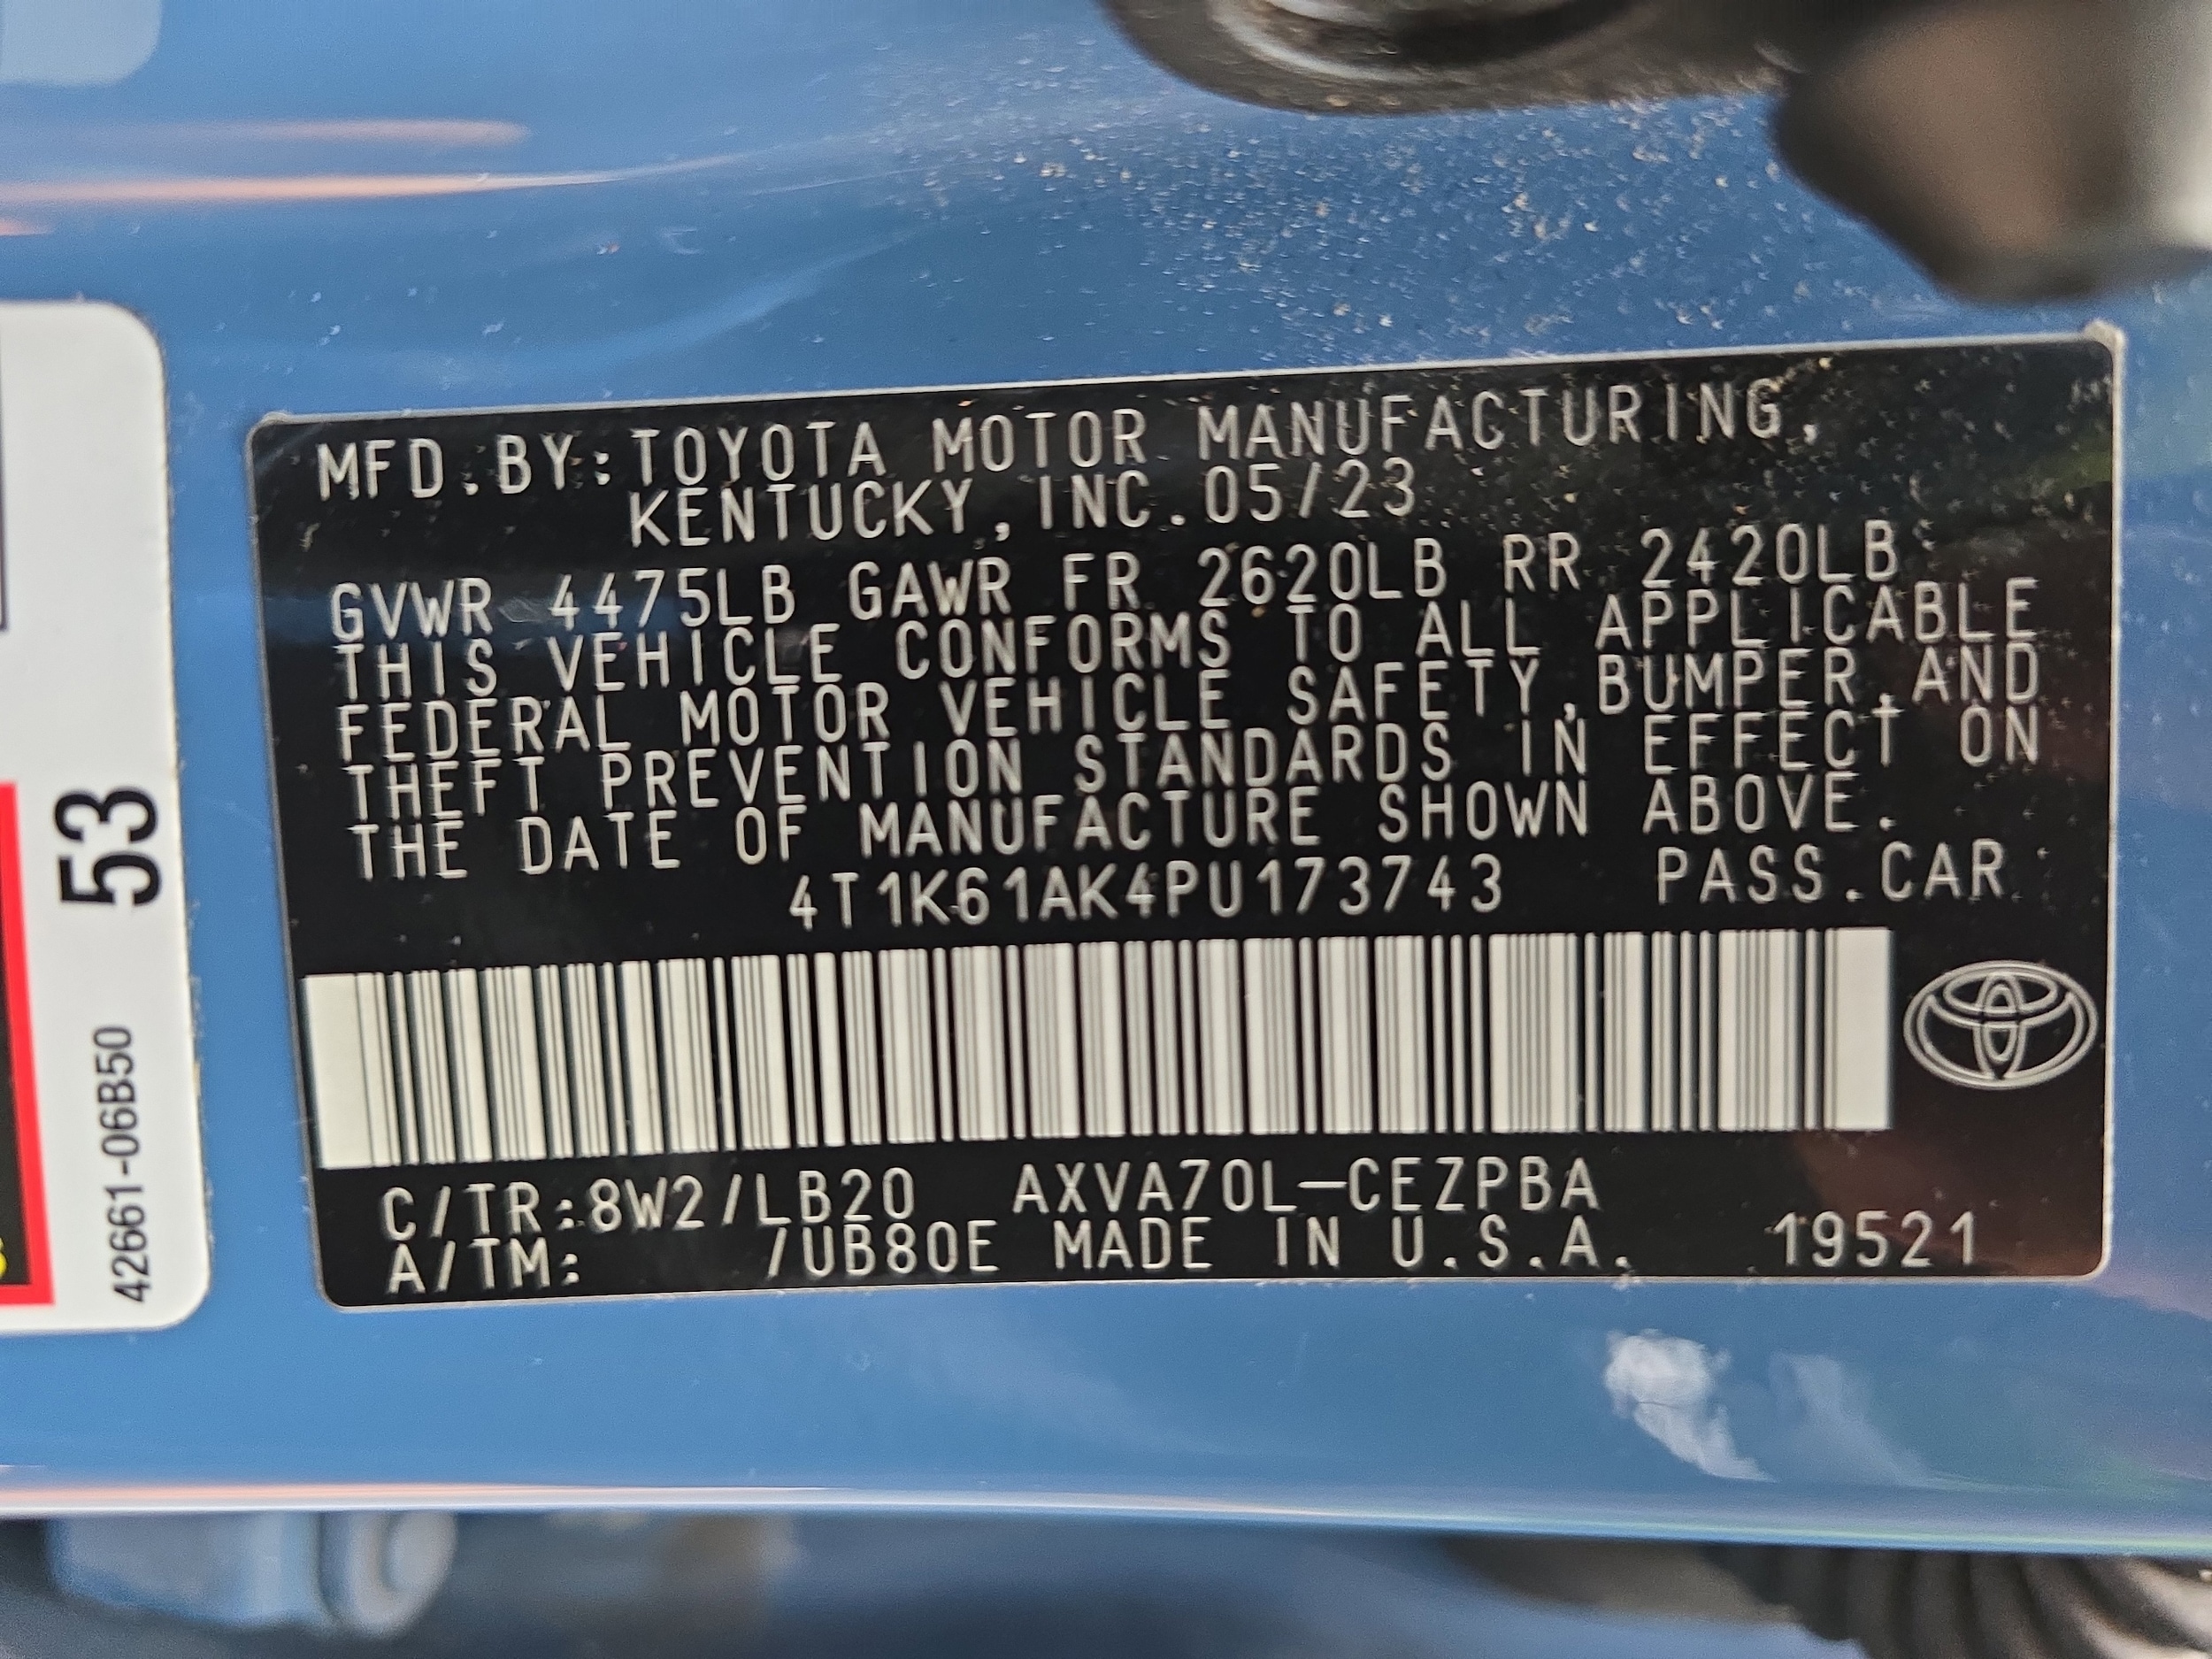 MFD.BY:TOYOTA MOTOR MANUFACTURING,
KENTUCKY,INC.05/23
GVWR 4475LB GAWR FR 2620LB RR 2420LB
THIS VEHICLE CONFORMS TO ALL APPLICABLE
FEDERAL MOTOR VEHICLE SAFETY,BUMPER,AND
THEFT PREVENTION STANDARDS IN EFFECT ON
THE DATE OF MANUFACTURE SHOWN ABOVE.
4T1K61AK4PU173743 PASS.CAR
C/TR:8W2/LB20 AXVA70L-CEZPBA
A/TM: /UB80E MADE IN U.S.A. 19521
53
42661-06B50